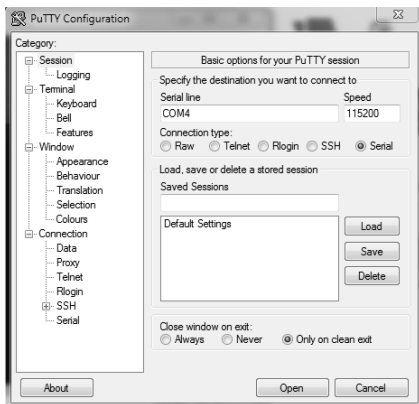 PuTTY Configuration
Category:
Session
Logging
Terminal
Keyboard
Bell
Features
Window
Appearance
Behaviour
Translation
Selection
Colours
Connection
Data
Proxy
Telnet
Rlogin
SSH
Serial
Basic options for your PuTTY session
Specify the destination you want to connect to
Serial line Speed
COM4 115200
Connection type:
Raw Telnet Rlogin SSH Serial
Load, save or delete a stored session
Saved Sessions
Default Settings
Load
Save
Delete
Close window on exit:
Always Never Only on clean exit
About Open Cancel